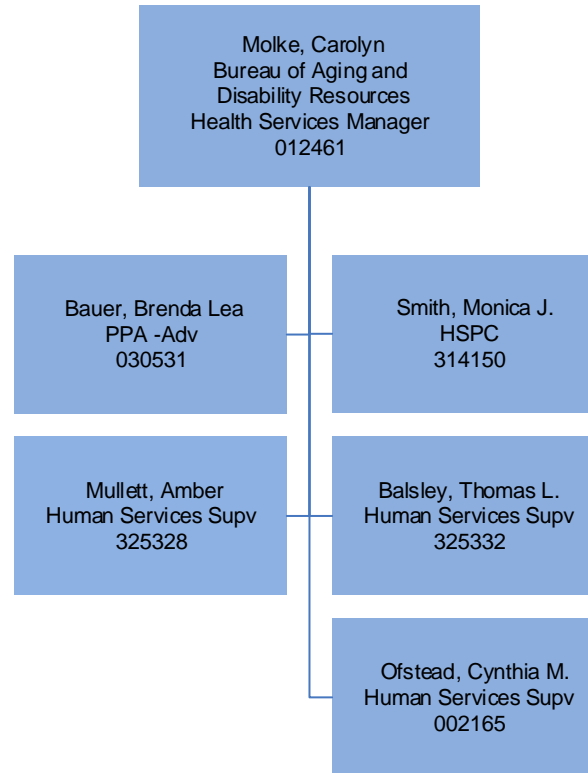 Molke, Carolyn
Bureau of Aging and
Disability Resources
Health Services Manager
012461
Bauer, Brenda Lea
PPA -Adv
030531
Smith, Monica J.
HSPC
314150
Mullett, Amber
Human Services Supv
325328
Balsley, Thomas L.
Human Services Supv
325332
Ofstead, Cynthia M.
Human Services Supv
002165